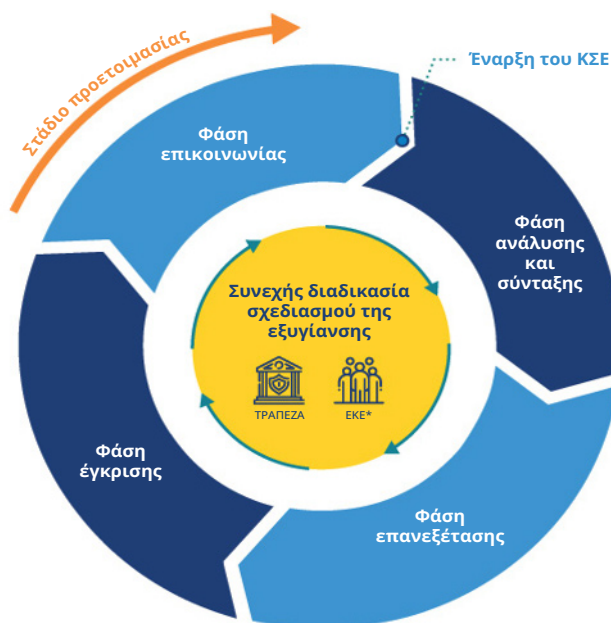 Στάδιο προετοιμασίας
Έναρξη του ΚΣΕ
Φάση
επικοινωνίας
Φάση
ανάλυσης
και
σύνταξης
Συνεχής διαδικασία
σχεδιασμού της
εξυγίανσης
ΤΡΑΠΕΖΑ
ΕΚΕ*
Φάση
έγκρισης
Φάση
επανεξέτασης